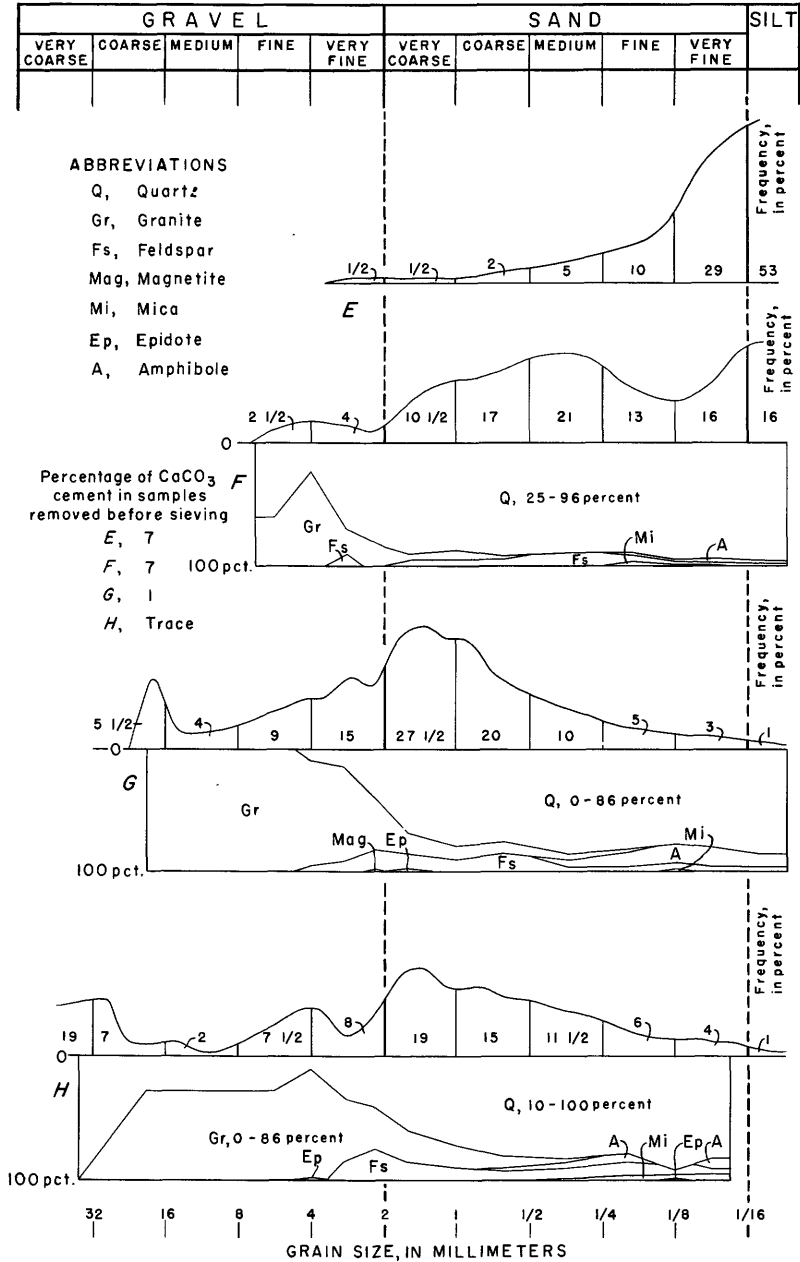 GRAVEL SAND SILT
VERY COARSE COARSE MEDIUM FINE VERY FINE VERY COARSE COARSE MEDIUM FINE VERY FINE
ABBREVIATIONS
Q, Quartz
Gr, Granite
Fs, Feldspar
Mag, Magnetite
Mi, Mica
Ep, Epidote
A, Amphibole
Frequency, in percent
1/2 1/2 2 5 10 29 53
E
Frequency, in percent
2 1/2 4 10 1/2 17 21 13 16 16
0
Percentage of CaCO3
cement in samples
removed before sieving
E, 7
F, 7
G, 1
H, Trace
F
Q, 25-96 percent
Gr
Fs
Mi
A
Fs
100 pct.
Frequency, in percent
5 1/2 4 9 15 27 1/2 20 10 5 3 1
0
G
Gr
Q, 0-86 percent
Mag Ep
Mi
Fs
A
100 pct.
Frequency, in percent
19 7 2 7 1/2 8 19 15 11 1/2 6 4 1
0
H
Q, 10-100 percent
Gr, 0-86 percent
Ep
Fs
A Mi Ep A
100 pct.
32 16 8 4 2 1 1/2 1/4 1/8 1/16
GRAIN SIZE, IN MILLIMETERS